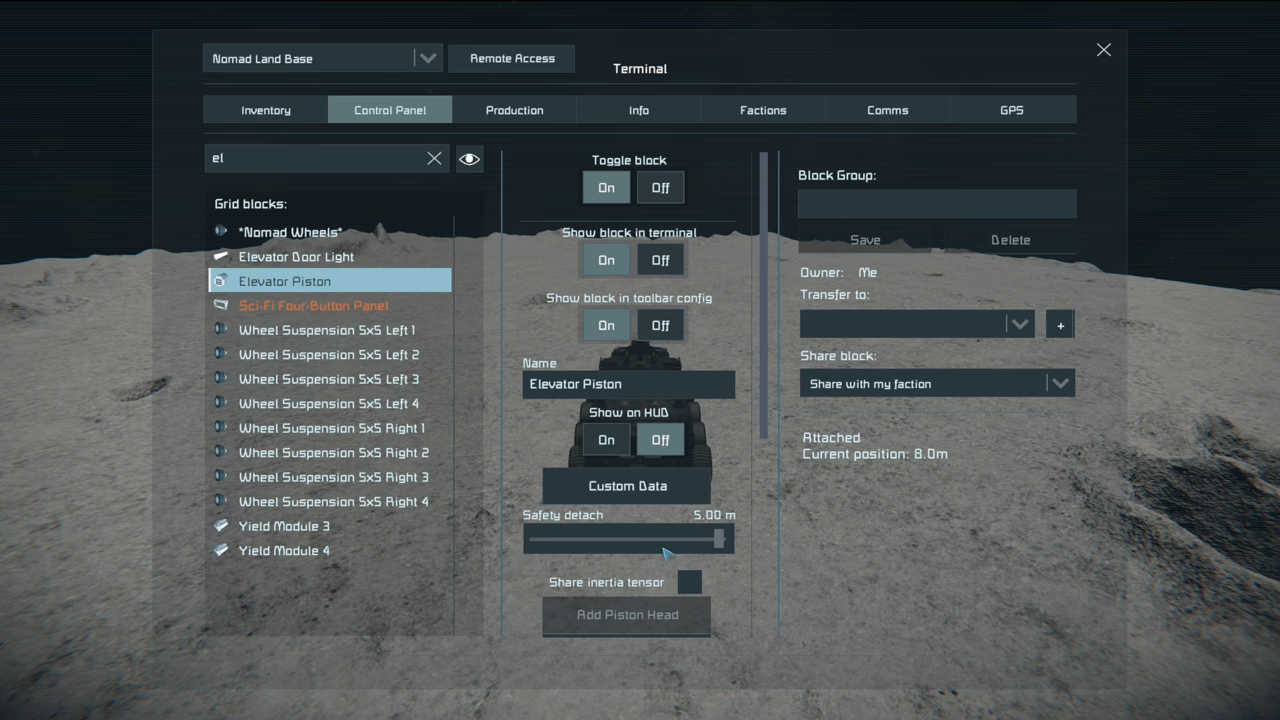 Nomad Land Base
Remote Access
Terminal
Inventory
Control Panel
Production
Info
Factions
Comms
GPS
el
Grid blocks:
*Nomad Wheels*
Elevator Door Light
Elevator Piston
Sci-Fi Four-Button Panel
Wheel Suspension 5x5 Left 1
Wheel Suspension 5x5 Left 2
Wheel Suspension 5x5 Left 3
Wheel Suspension 5x5 Left 4
Wheel Suspension 5x5 Right 1
Wheel Suspension 5x5 Right 2
Wheel Suspension 5x5 Right 3
Wheel Suspension 5x5 Right 4
Yield Module 3
Yield Module 4
Toggle block
On Off
Show block in terminal
On Off
Show block in toolbar config
On Off
Name
Elevator Piston
Show on HUD
On Off
Custom Data
Safety detach 5.00 m
Share inertia tensor
Add Piston Head
Block Group:
Save Delete
Owner: Me
Transfer to:
+
Share block:
Share with my faction
Attached
Current position: 8.0m